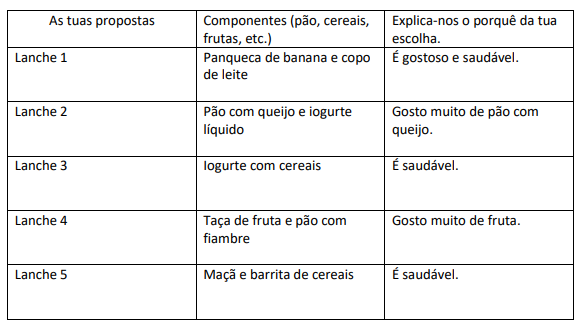 As tuas propostas
Componentes (pão, cereais,
frutas, etc.)
Explica-nos o porquê da tua
escolha.
Lanche 1
Panqueca de banana e copo
de leite
É gostoso e saudável.
Lanche 2
Pão com queijo e iogurte
líquido
Gosto muito de pão com
queijo.
Lanche 3
Iogurte com cereais
É saudável.
Lanche 4
Taça de fruta e pão com
fiambre
Gosto muito de fruta.
Lanche 5
Maçã e barrita de cereais
É saudável.